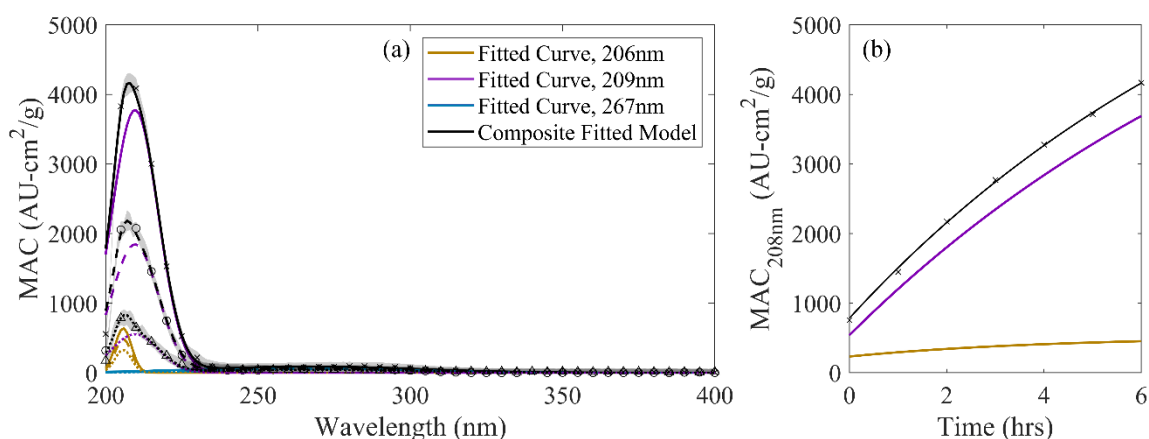 5000
4000
3000
2000
1000
0
MAC (AU-cm²/g)
(a)
Fitted Curve, 206nm
Fitted Curve, 209nm
Fitted Curve, 267nm
Composite Fitted Model
200
250
300
350
400
Wavelength (nm)
5000
4000
3000
2000
1000
0
MAC₂₀₈ₙₘ (AU-cm²/g)
(b)
0
2
4
6
Time (hrs)